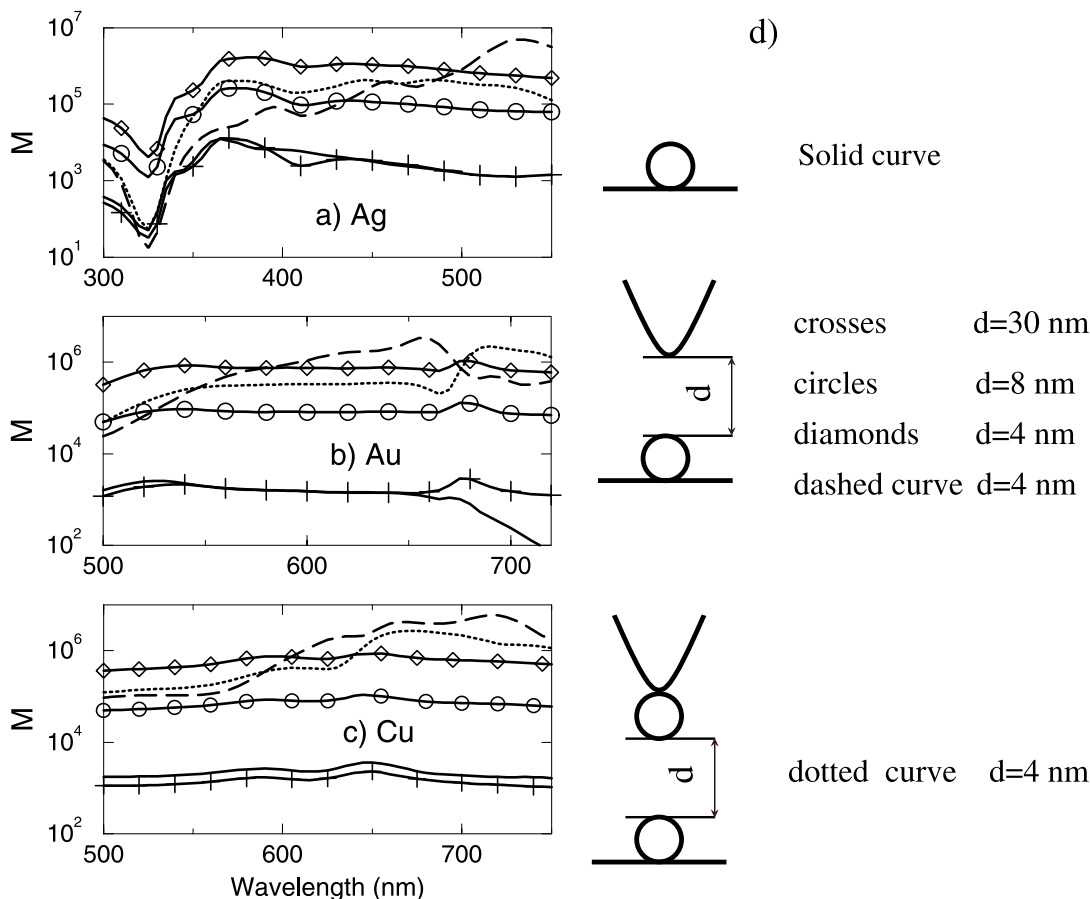 d)
10^7
10^5
M
10^3
a) Ag
10^1
300 400 500
Solid curve
10^6
M
10^4
b) Au
10^2
500 600 700
d
crosses d=30 nm
circles d=8 nm
diamonds d=4 nm
dashed curve d=4 nm
10^6
M
10^4
c) Cu
10^2
500 600 700
Wavelength (nm)
d
dotted curve d=4 nm